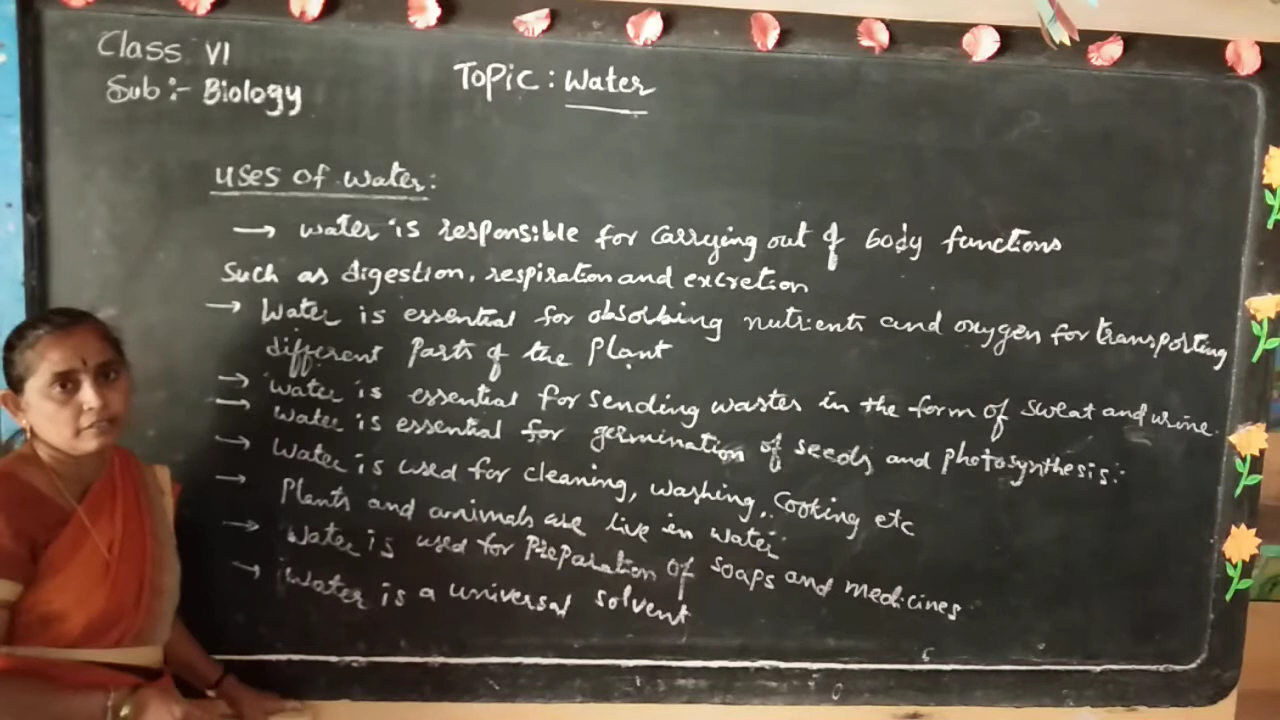 Class VI
Sub:- Biology
Topic: Water
uses of water:
→ water is responsible for carrying out of body functions
Such as digestion, respiration and excretion
→ Water is essential for absorbing nutrients and oxygen for transporting
different parts of the Plant
→ Water is essential for sending wastes in the form of sweat and urine.
→ Water is essential for germination of seeds and photosynthesis.
→ Water is used for cleaning, washing, cooking etc
→ Plants and animals are live in water
→ Water is used for Preparation of soaps and medicines
→ Water is a universal solvent